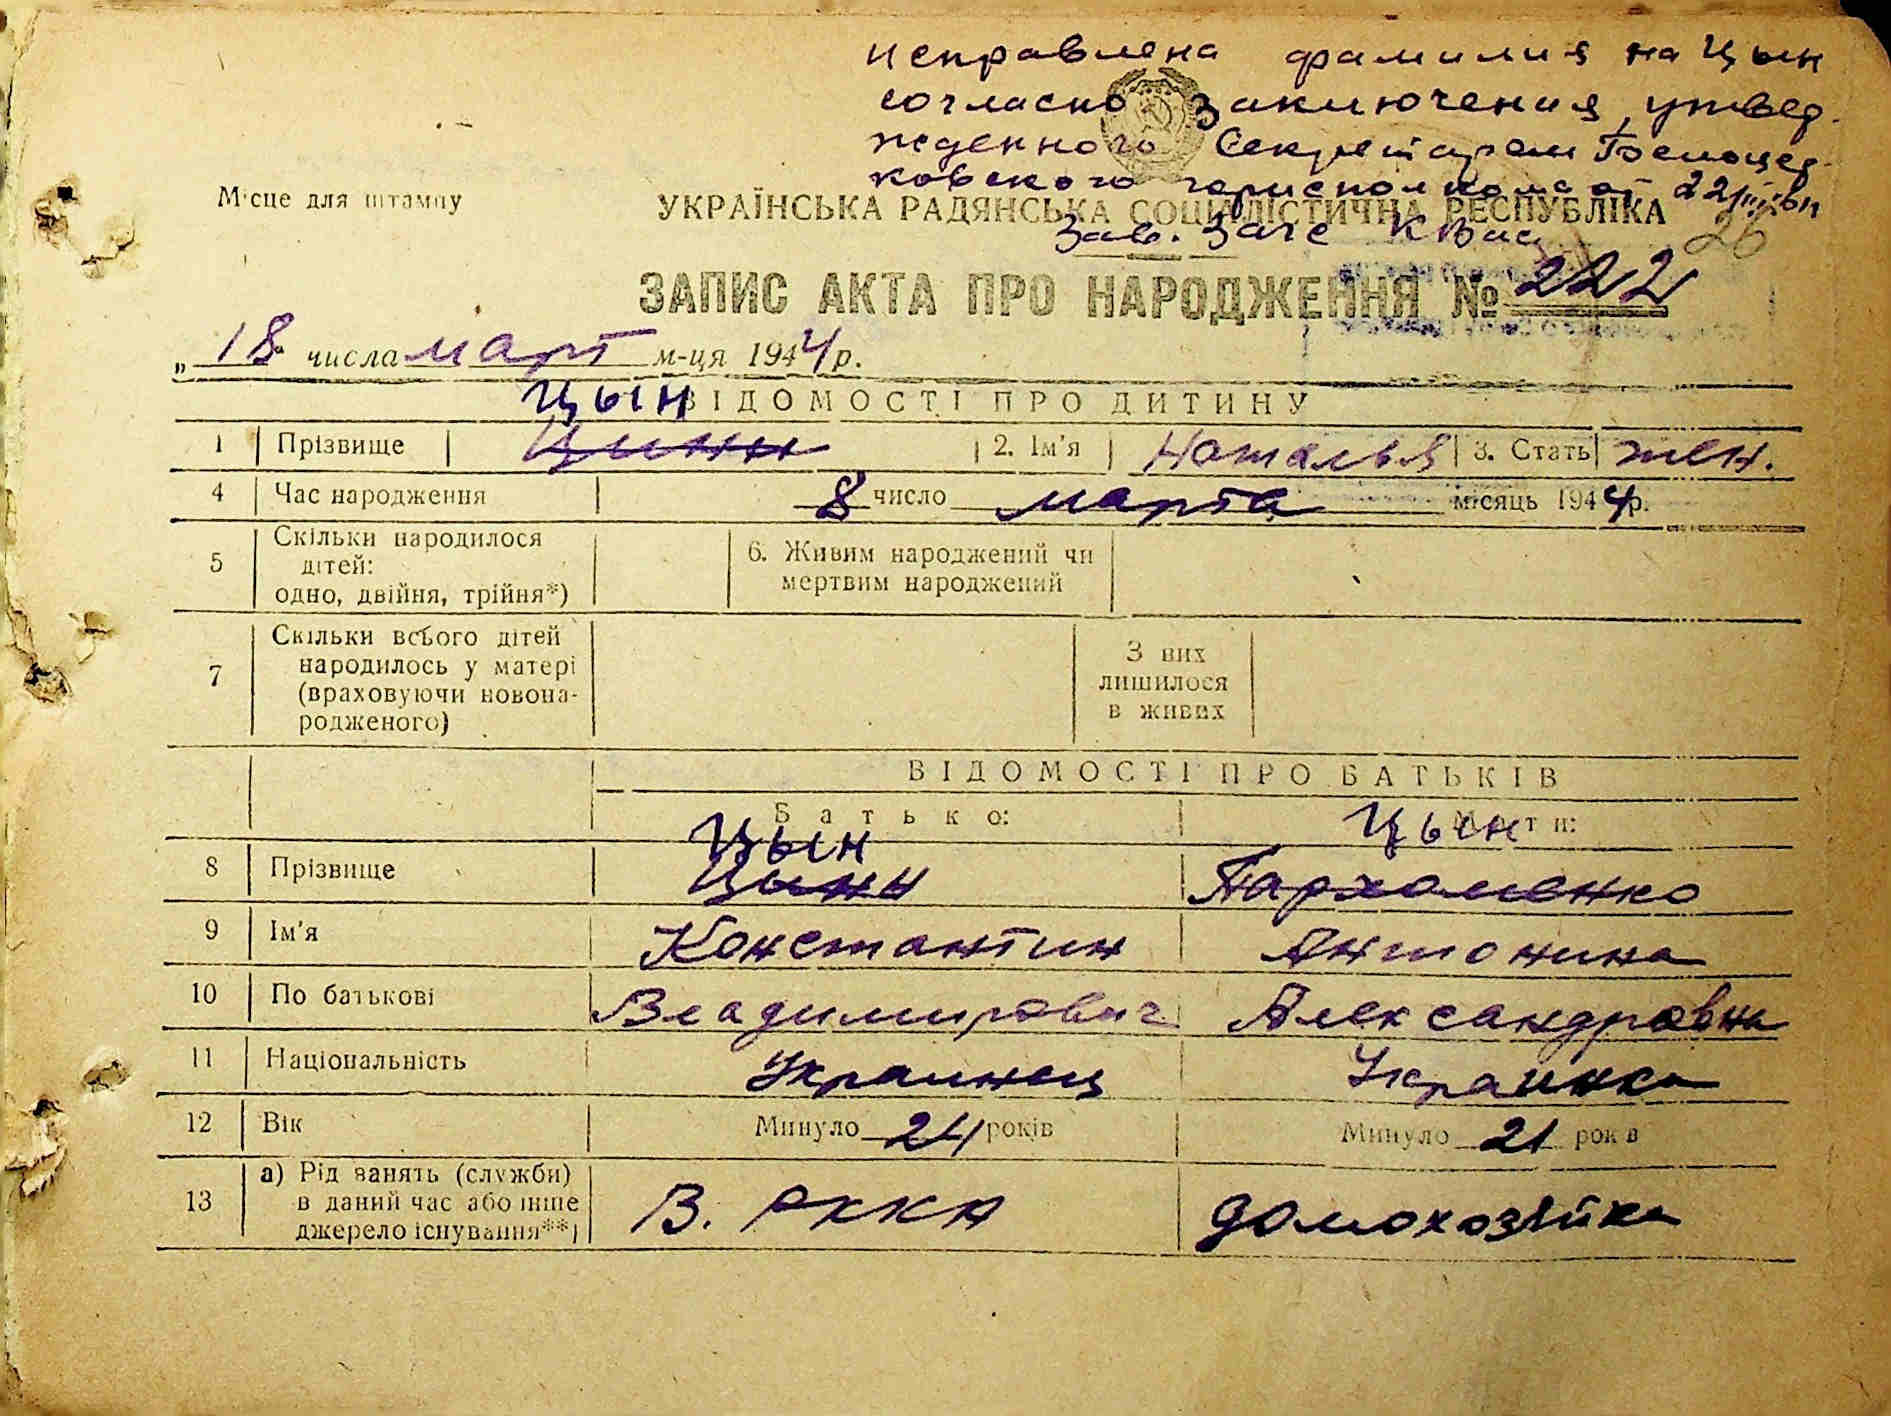 исправлена фамилия на Цын
согласно заключения, утвер-
жденного Секретарем Белоцер-
ковского горисполкома от 22/III
Зав. Загс
Місце для штампу
УКРАЇНСЬКА РАДЯНСЬКА СОЦІАЛІСТИЧНА РЕСПУБЛІКА
26
ЗАПИС АКТА ПРО НАРОДЖЕННЯ № 222
„ 18 числа март м-ця 1944 р.
Цын
ВІДОМОСТІ ПРО ДИТИНУ
1 Прізвище Цинн 2. Ім'я Наталья 3. Стать жен.
4 Час народження 8 число марта місяць 1944 р.
5 Скільки народилося
дітей:
одно, двійня, трійня*)
6. Живим народжений чи
мертвим народжений
7 Скільки всього дітей
народилось у матері
(враховуючи новона-
родженого)
З них
лишилося
в живих
ВІДОМОСТІ ПРО БАТЬКІВ
Батько: Мати:
Цын Цын
8 Прізвище Цынн Пархоменко
9 Ім'я Константин Антонина
10 По батькові Владимирович Александровна
11 Національність Украинец Украинка
12 Вік Минуло 24 років Минуло 21 років
13 а) Рід занять (служби)
в даний час або інше
джерело існування**)
В. РККА домохозяйка